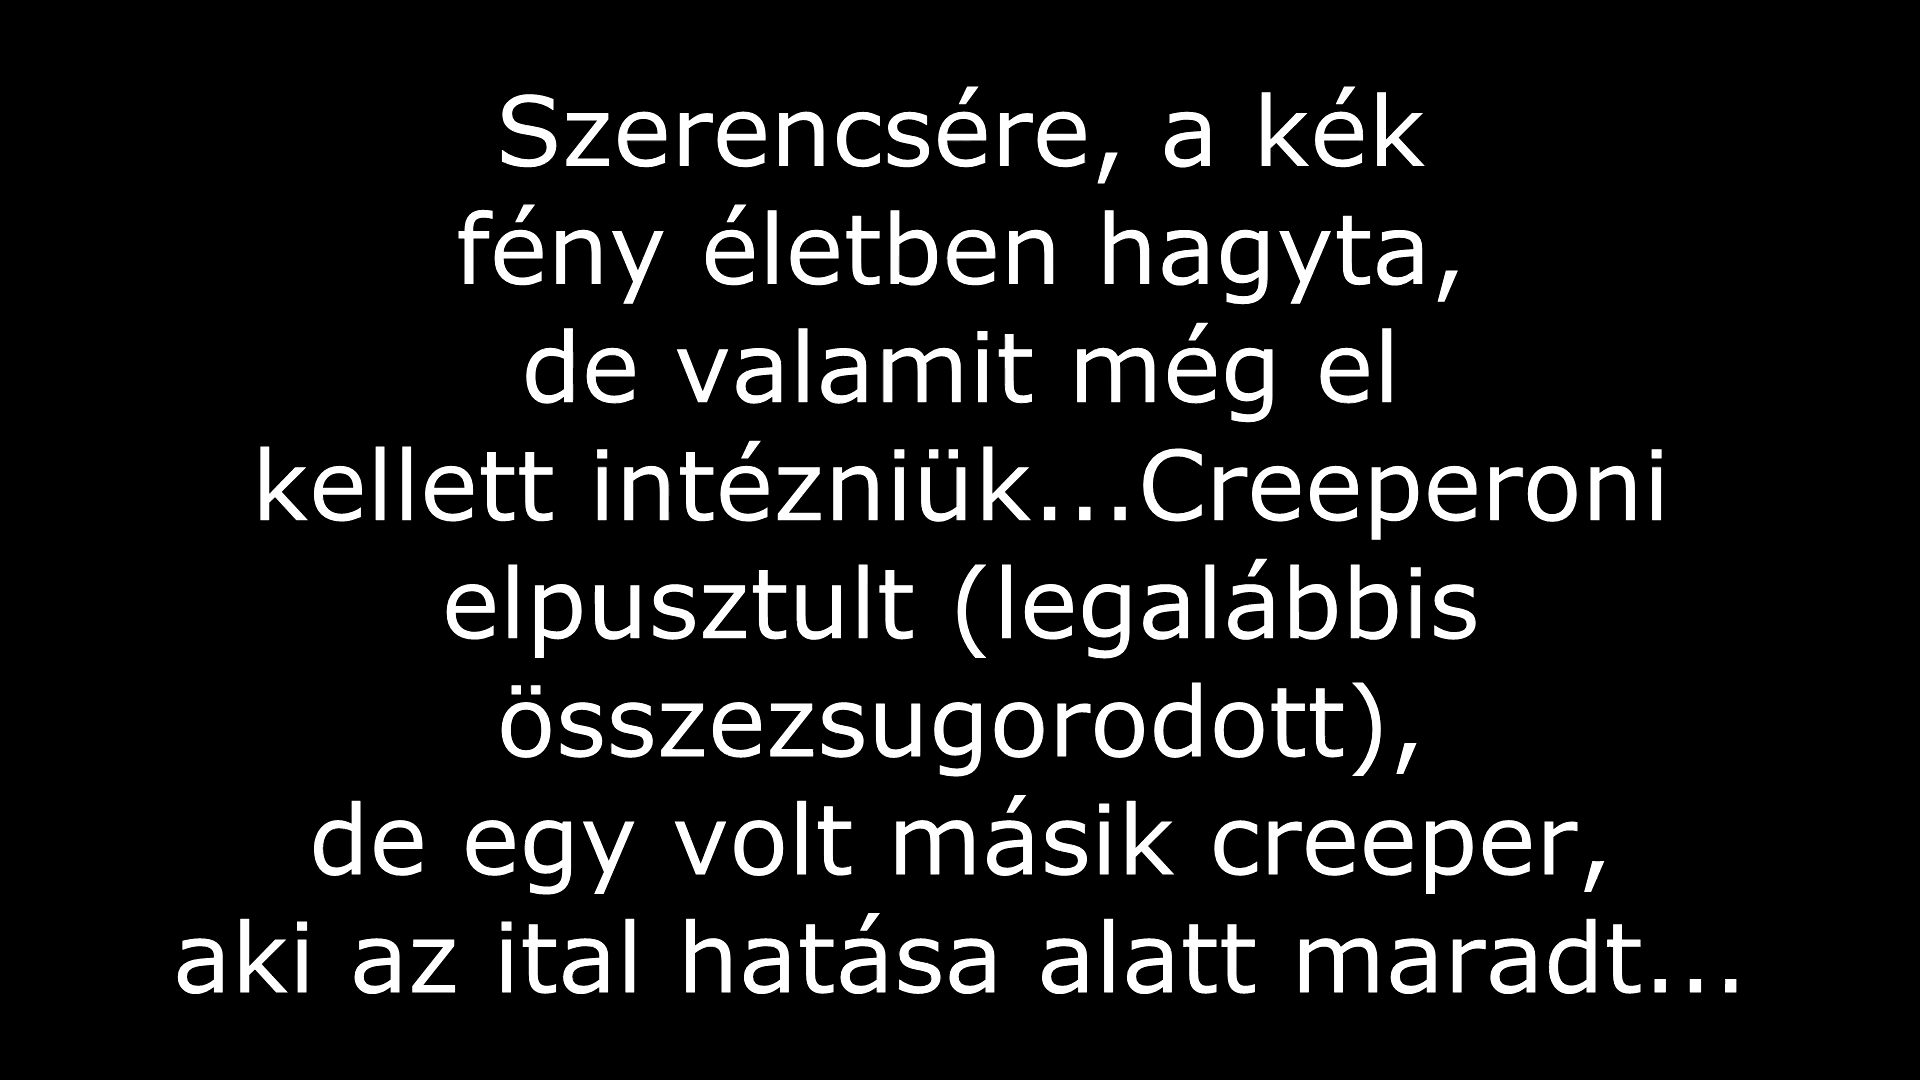 Szerencsére, a kék
fény életben hagyta,
de valamit még el
kellett intézniük...Creeperoni
elpusztult (legalábbis
összezsugorodott),
de egy volt másik creeper,
aki az ital hatása alatt maradt...